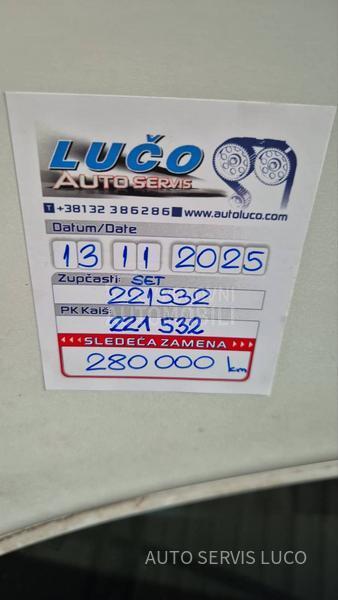 LUČO
AUTO SERVIS
T +38132 386286 www.autoluco.com
Datum/Date
13 11 2025
Zupčasti: SET
221532
PK Kaiš:
221 532
SLEDEĆA ZAMENA
280 000 km
AUTO SERVIS LUCO